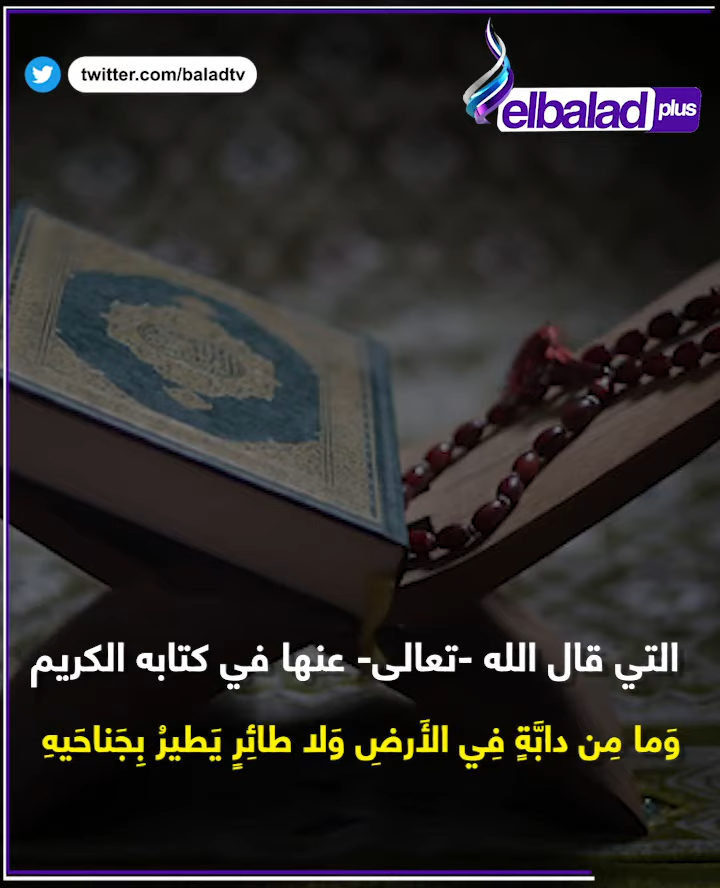 twitter.com/baladtv
elbalad plus
التي قال الله -تعالى- عنها في كتابه الكريم
وَما مِن دابَّةٍ فِي الأَرضِ وَلا طائِرٍ يَطيرُ بِجَناحَيهِ